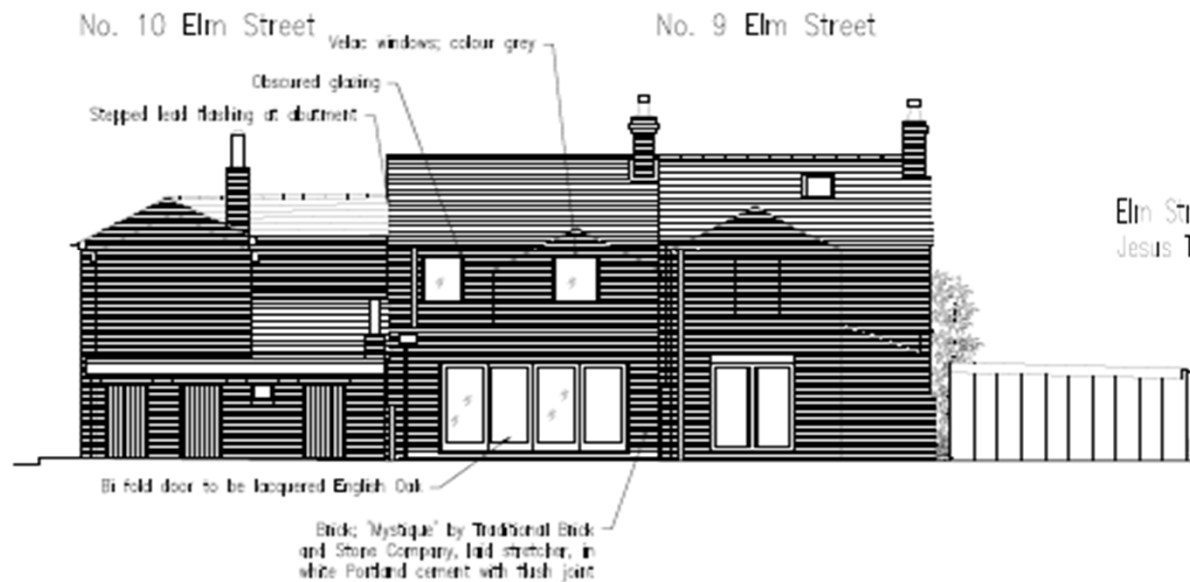 No. 10 Elm Street
No. 9 Elm Street
Velac windows; colour grey
Obscured glazing
Stepped lead flashing at abutment
Elm
Jesus
Bi fold door to be lacquered English Oak
Brick; 'Mystique' by Traditional Brick
and Stone Company, laid stretcher, in
white Portland cement with flush joint